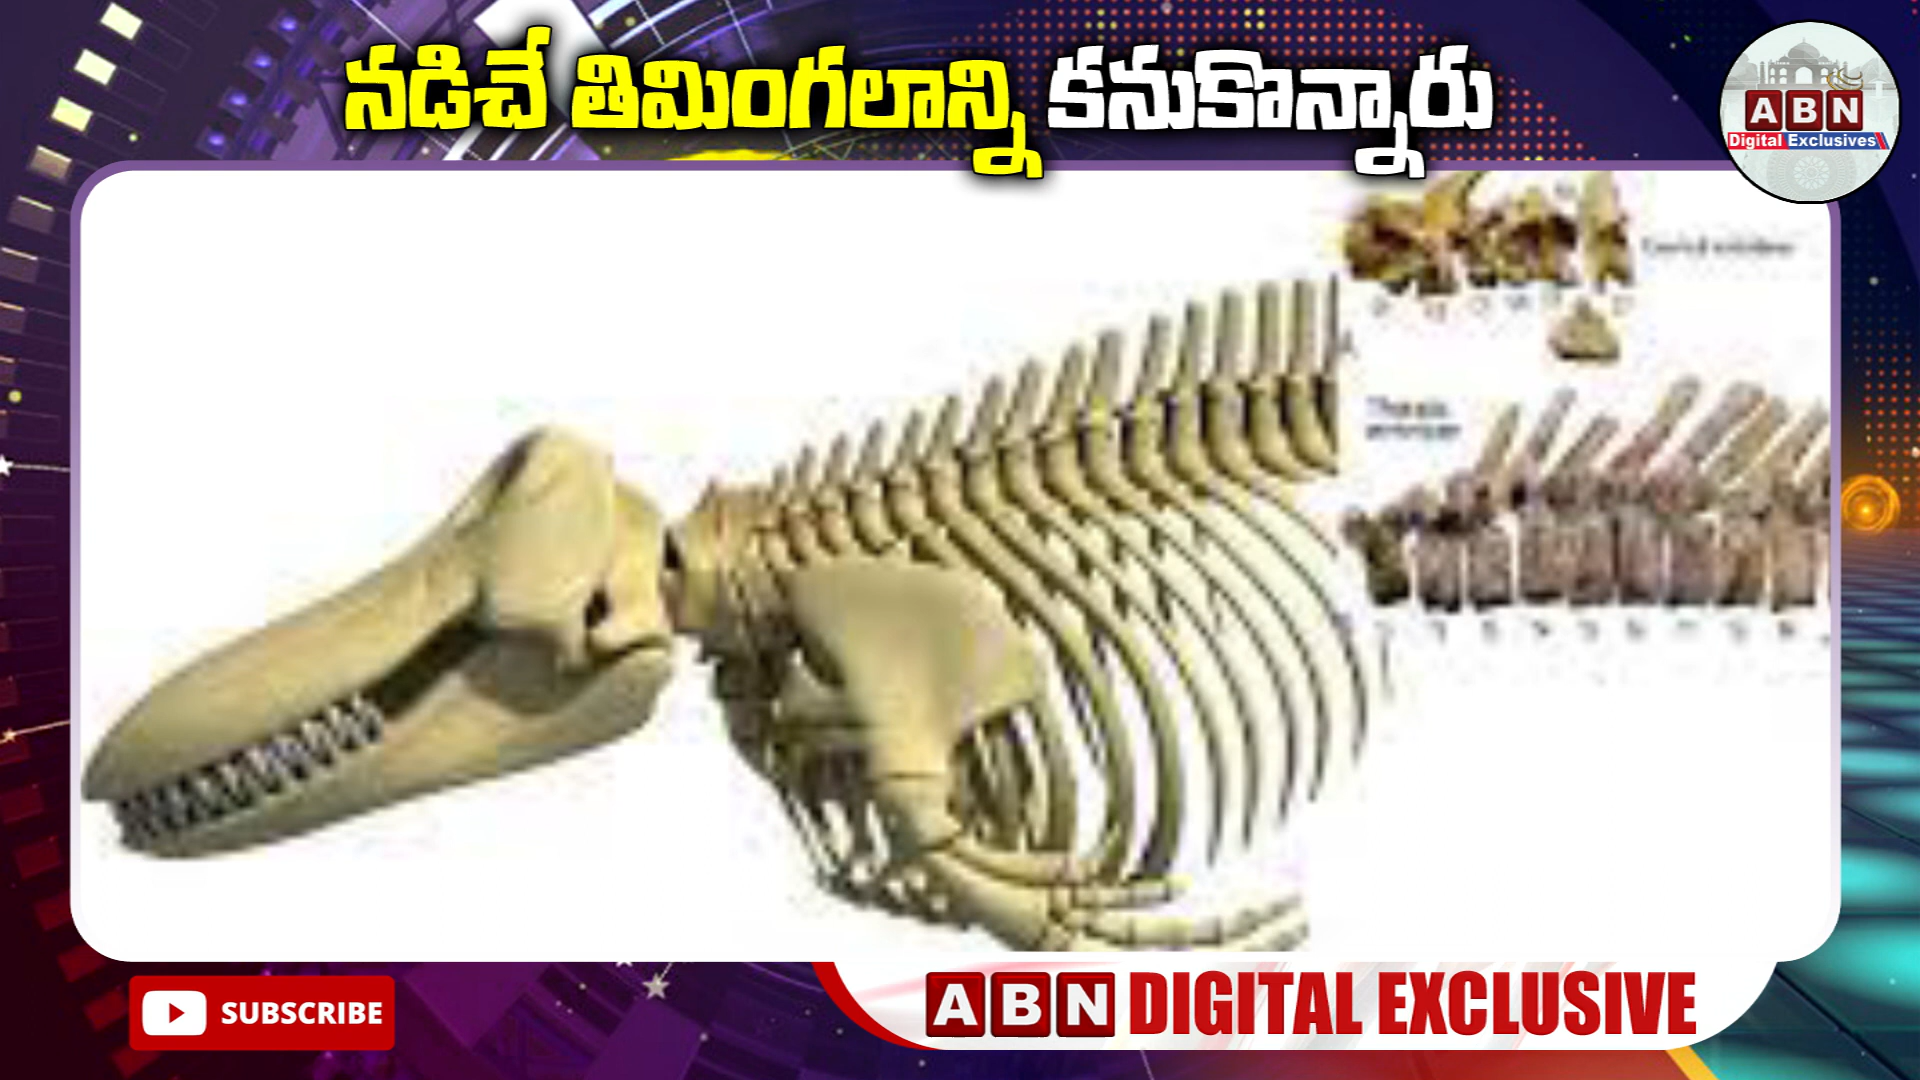 నడిచే తిమింగలాన్ని కనుకొన్నారు
ABN
Digital Exclusives
SUBSCRIBE
ABN DIGITAL EXCLUSIVE